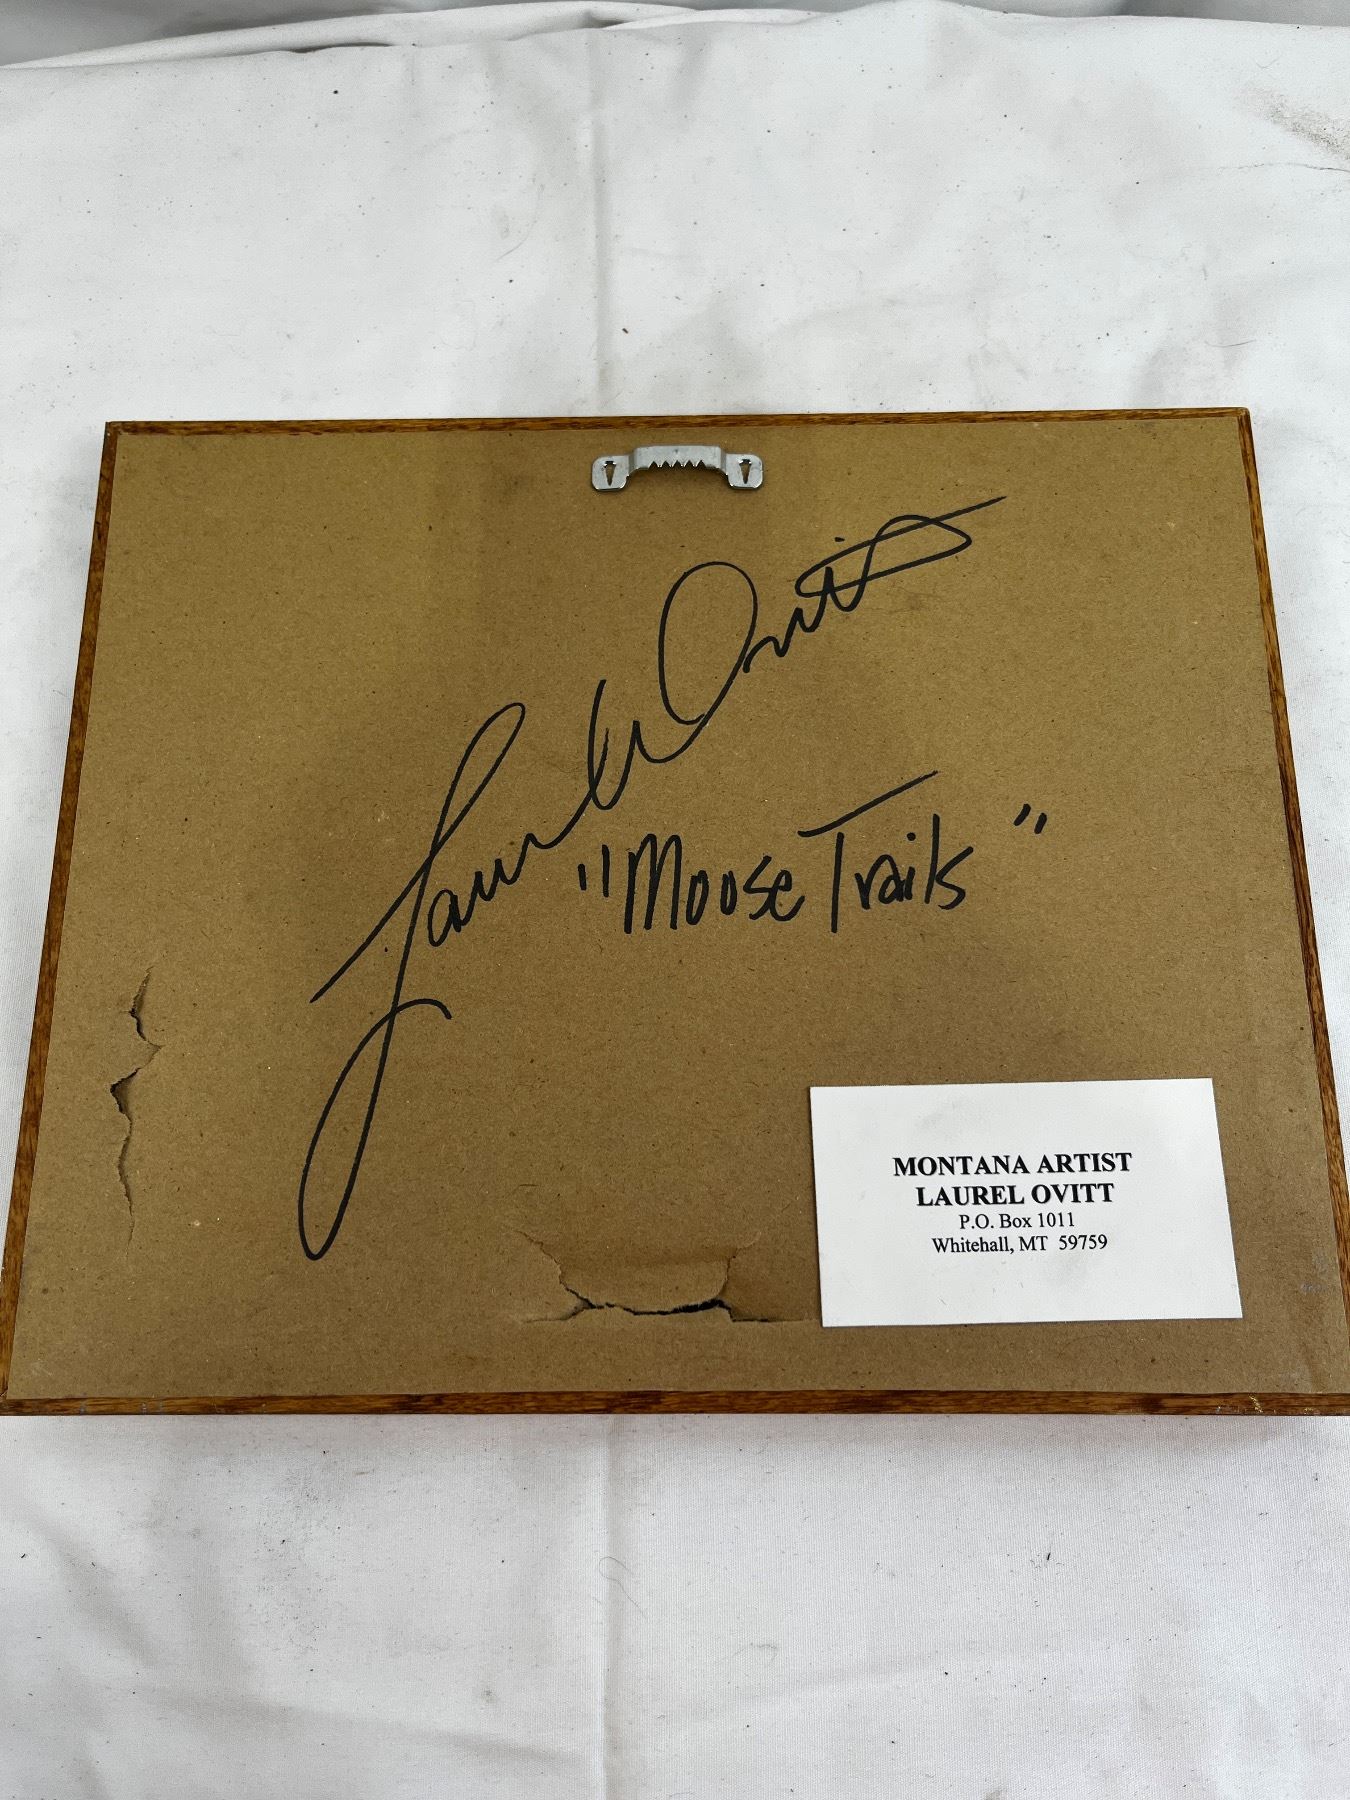 Laurel Ovitt
"Moose Trails"
MONTANA ARTIST
LAUREL OVITT
P.O. Box 1011
Whitehall, MT 59759